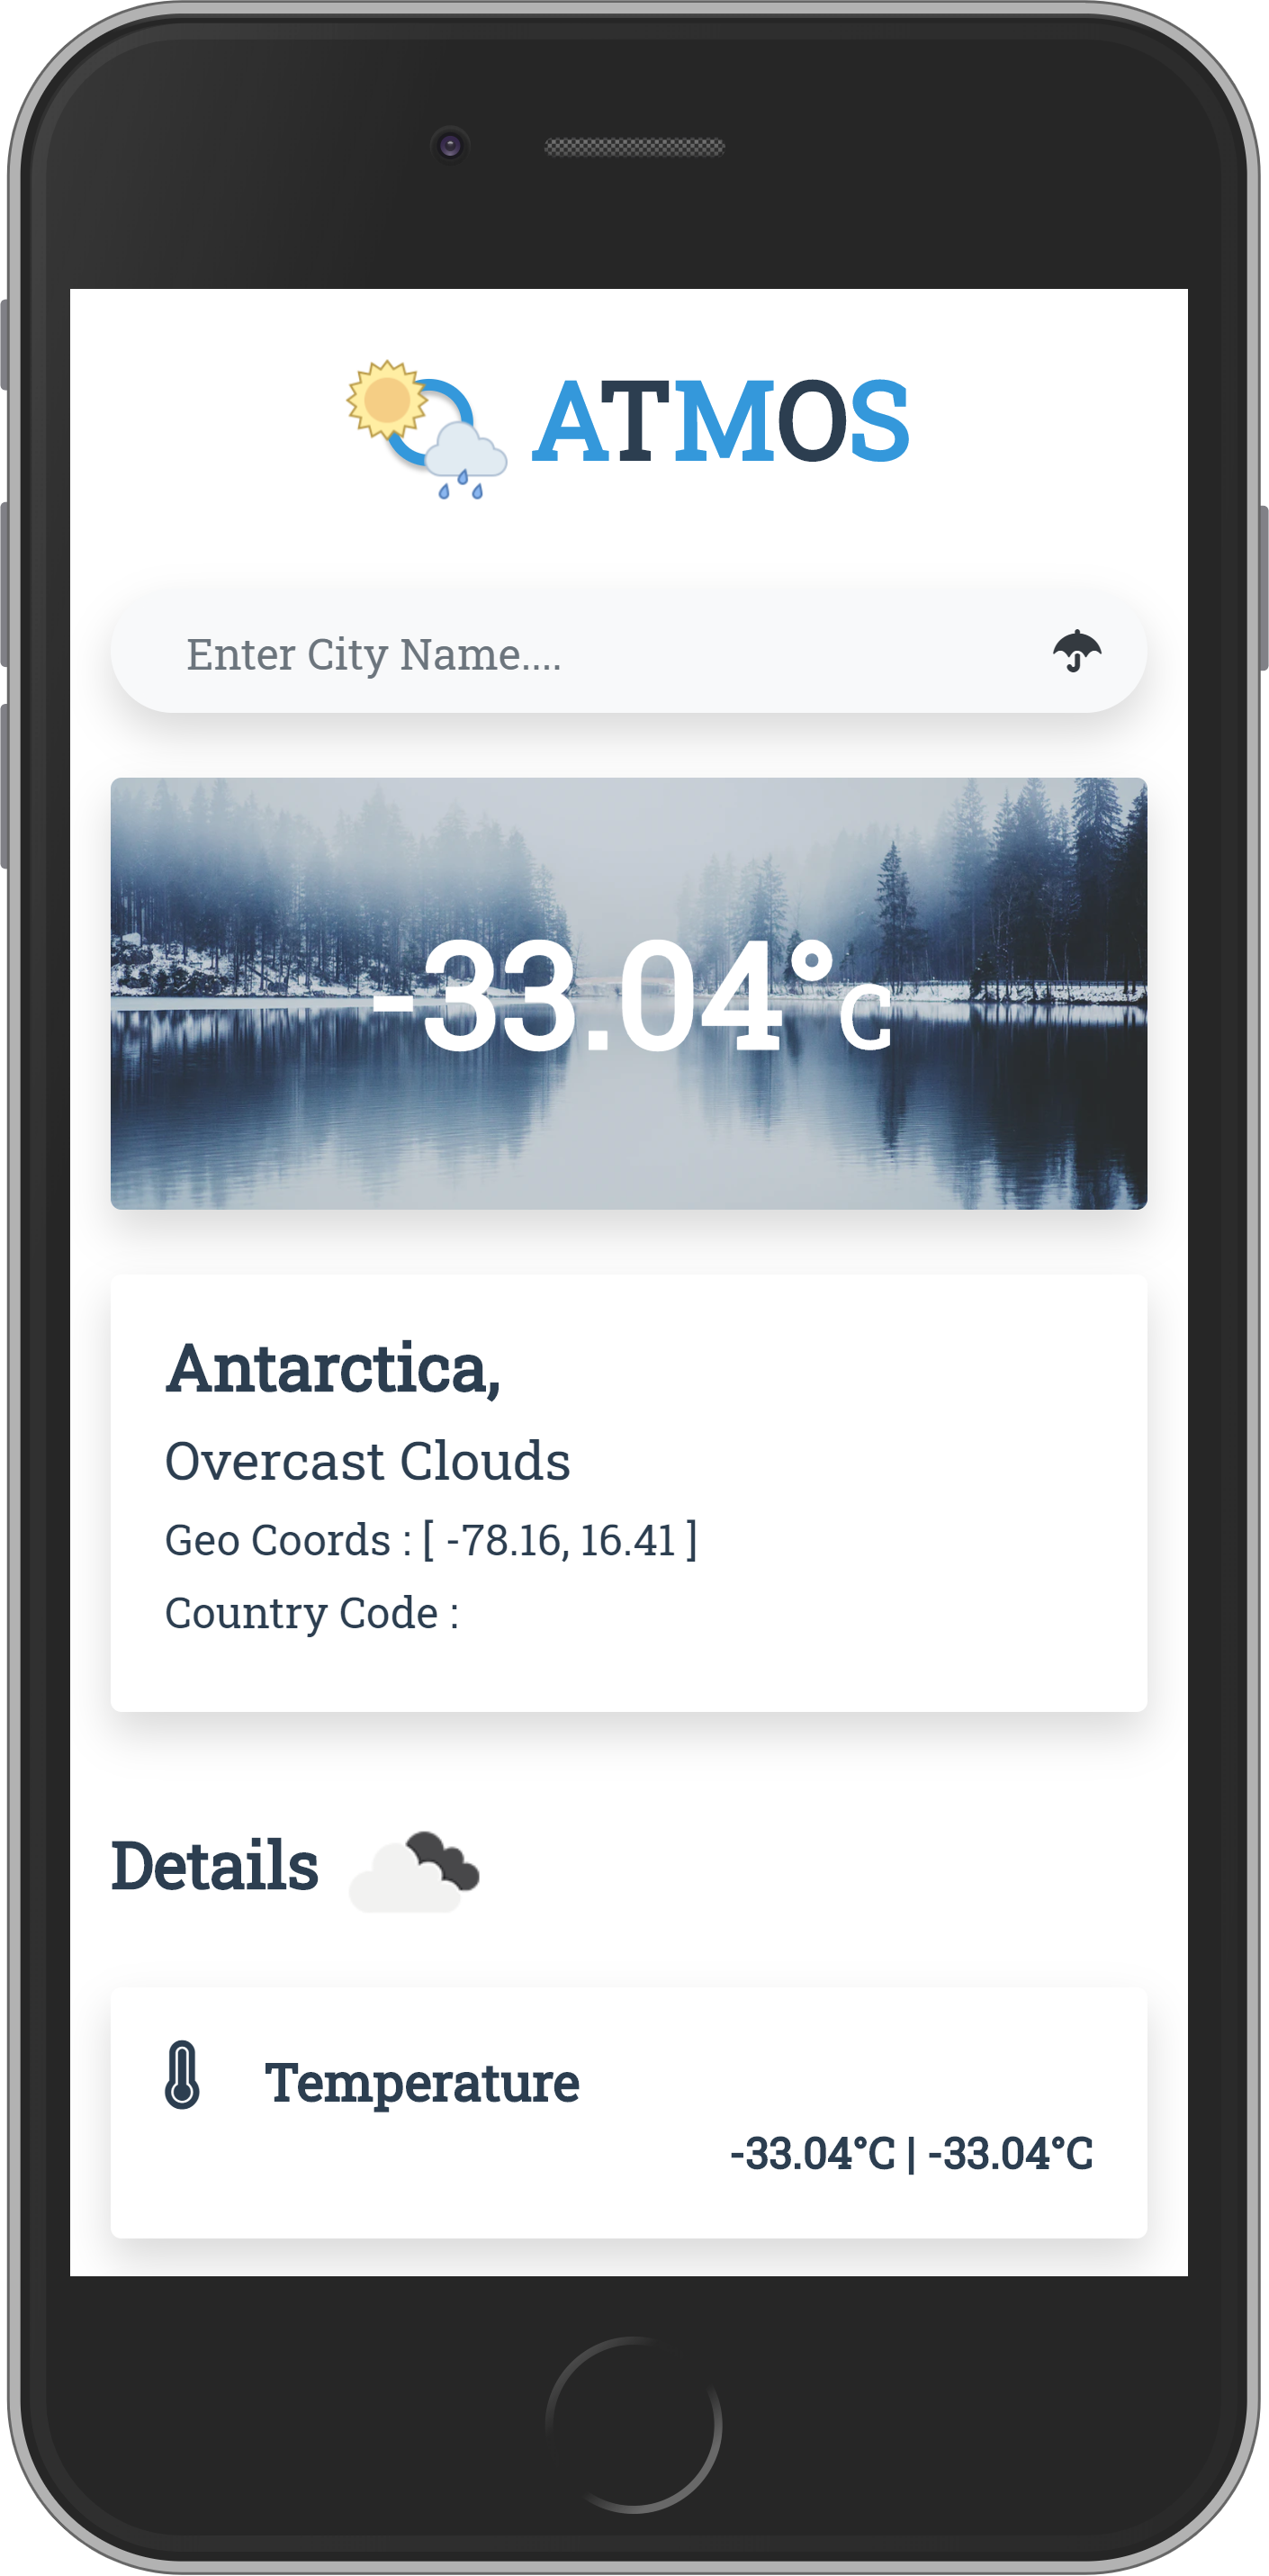 ATMOS
Enter City Name....
-33.04°C
Antarctica,
Overcast Clouds
Geo Coords : [ -78.16, 16.41 ]
Country Code :
Details
Temperature
-33.04°C | -33.04°C